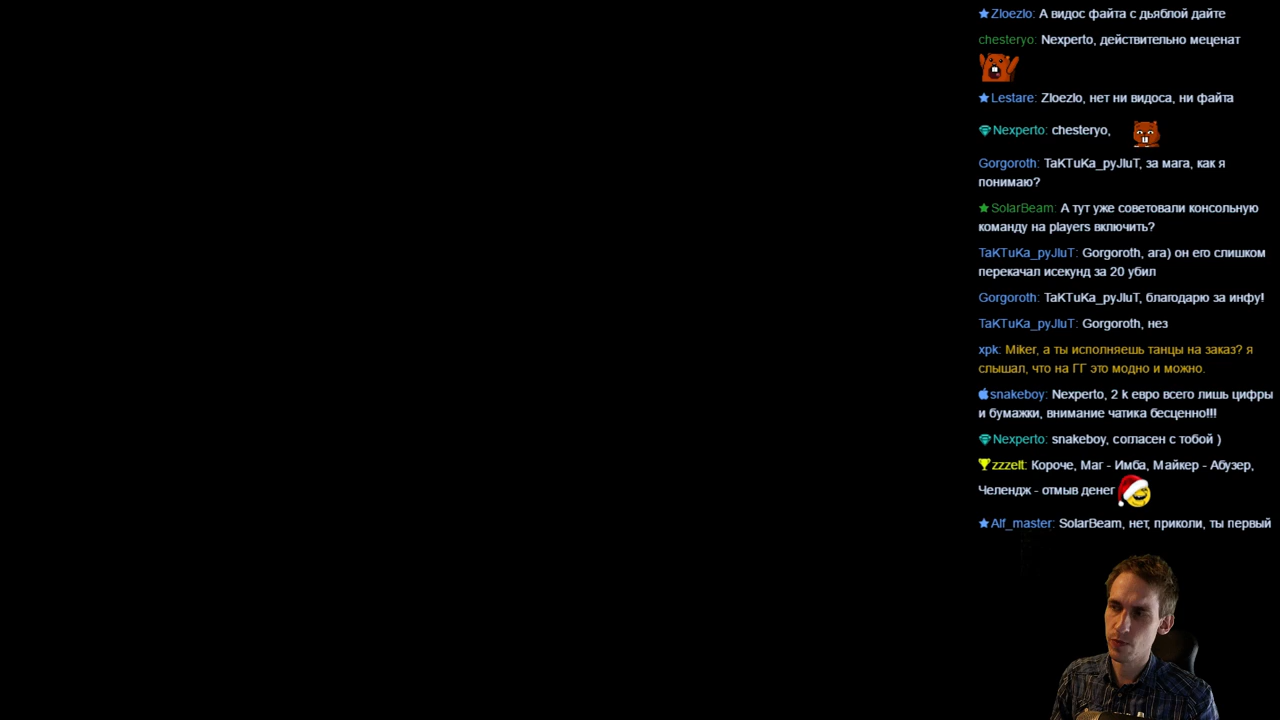 Zloezlo: А видос файта с дьяблой дайте
chesteryo: Nexperto, действительно меценат
Lestare: Zloezlo, нет ни видоса, ни файта
Nexperto: chesteryo,
Gorgoroth: TaKTuKa_pyJIuT, за мага, как я
понимаю?
SolarBeam: А тут уже советовали консольную
команду на players включить?
TaKTuKa_pyJIuT: Gorgoroth, ага) он его слишком
перекачал исекунд за 20 убил
Gorgoroth: TaKTuKa_pyJIuT, благодарю за инфу!
TaKTuKa_pyJIuT: Gorgoroth, нез
xpk: Miker, а ты исполняешь танцы на заказ? я
слышал, что на ГГ это модно и можно.
snakeboy: Nexperto, 2 k евро всего лишь цифры
и бумажки, внимание чатика бесценно!!!
Nexperto: snakeboy, согласен с тобой )
zzzelt: Короче, Маг - Имба, Майкер - Абузер,
Челендж - отмыв денег
Alf_master: SolarBeam, нет, приколи, ты первый